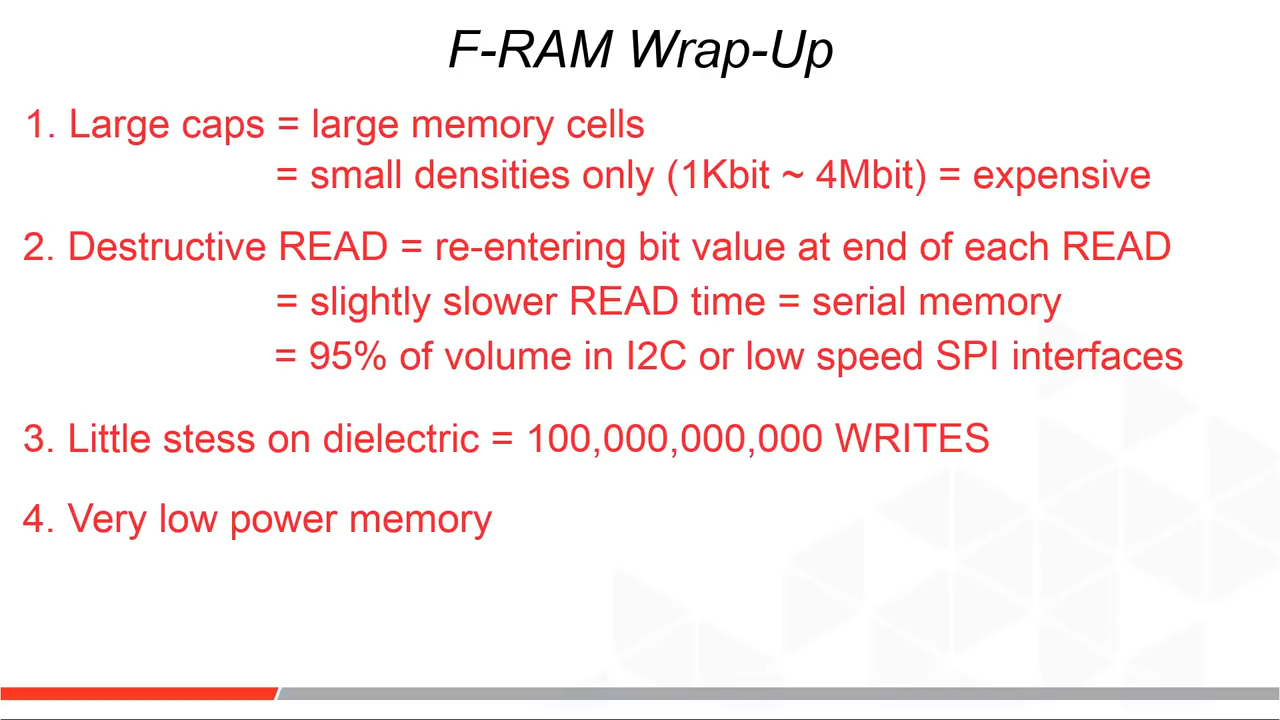 F-RAM Wrap-Up
1. Large caps = large memory cells
= small densities only (1Kbit ~ 4Mbit) = expensive
2. Destructive READ = re-entering bit value at end of each READ
= slightly slower READ time = serial memory
= 95% of volume in I2C or low speed SPI interfaces
3. Little stess on dielectric = 100,000,000,000 WRITES
4. Very low power memory